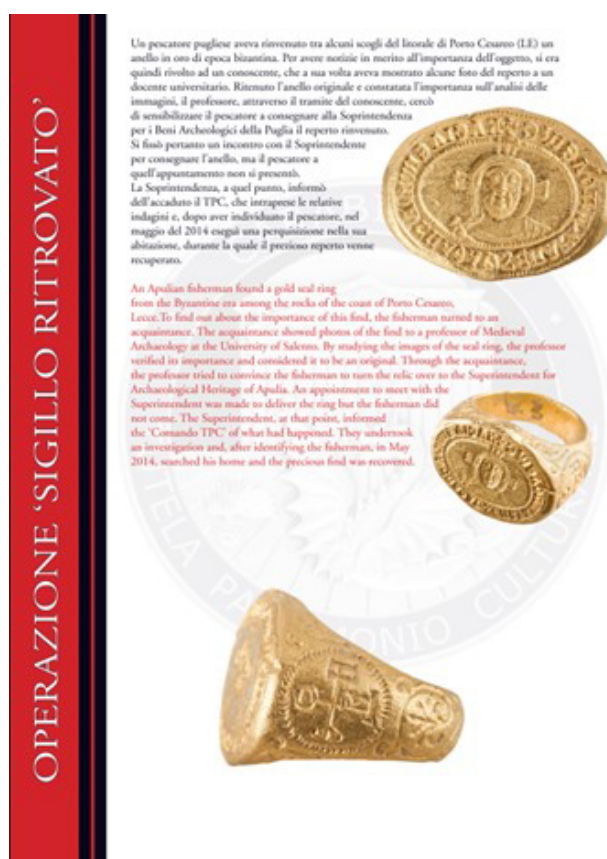 OPERAZIONE ‘SIGILLO RITROVATO’
Un pescatore pugliese aveva rinvenuto tra alcuni scogli del litorale di Porto Cesareo (LE) un
anello in oro di epoca bizantina. Per avere notizie in merito all’importanza dell’oggetto, si era
quindi rivolto ad un conoscente, che a sua volta aveva mostrato alcune foto del reperto a un
docente universitario. Ritenuto l’anello originale e constatata l’importanza sull’analisi delle
immagini, il professore, attraverso il tramite del conoscente, cercò
di sensibilizzare il pescatore a consegnare alla Soprintendenza
per i Beni Archeologici della Puglia il reperto rinvenuto.
Si fissò pertanto un incontro con il Soprintendente
per consegnare l’anello, ma il pescatore a
quell’appuntamento non si presentò.
La Soprintendenza, a quel punto, informò
dell’accaduto il TPC, che intraprese le relative
indagini e, dopo aver individuato il pescatore, nel
maggio del 2014 eseguì una perquisizione nella sua
abitazione, durante la quale il prezioso reperto venne
recuperato.
An Apulian fisherman found a gold seal ring
from the Byzantine era among the rocks of the coast of Porto Cesareo,
Lecce.To find out about the importance of this find, the fisherman turned to an
acquaintance. The acquaintance showed photos of the find to a professor of Medieval
Archaeology at the University of Salento. By studying the images of the seal ring, the professor
verified its importance and considered it to be an original. Through the acquaintance,
the professor tried to convince the fisherman to turn the relic over to the Superintendent for
Archaeological Heritage of Apulia. An appointment to meet with the
Superintendent was made to deliver the ring but the fisherman did
not come. The Superintendent, at that point, informed
the ‘Comando TPC’ of what had happened. They undertook
an investigation and, after identifying the fisherman, in May
2014, searched his home and the precious find was recovered.
TELA PA
MONIO CULTUR